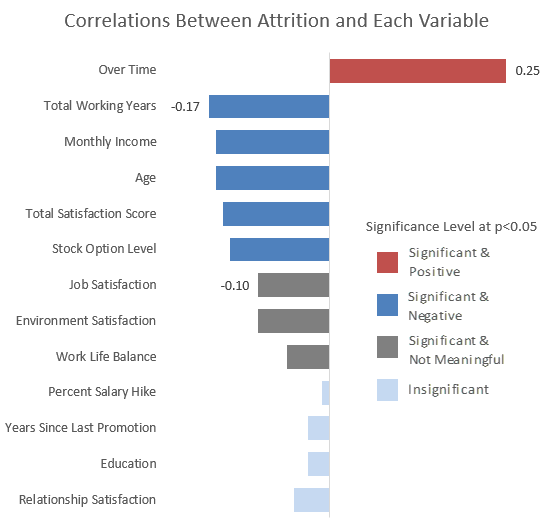 Correlations Between Attrition and Each Variable
Over Time
0.25
Total Working Years
-0.17
Monthly Income
Age
Total Satisfaction Score
Stock Option Level
Job Satisfaction
-0.10
Environment Satisfaction
Work Life Balance
Percent Salary Hike
Years Since Last Promotion
Education
Relationship Satisfaction
Significance Level at p<0.05
Significant &
Positive
Significant &
Negative
Significant &
Not Meaningful
Insignificant